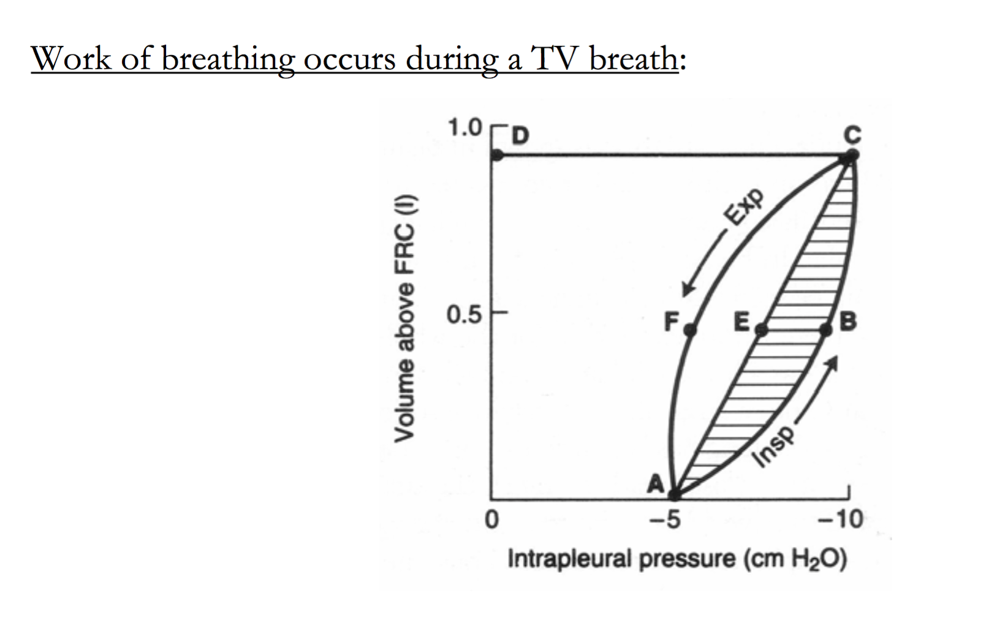 Work of breathing occurs during a TV breath:
1.0
D
C
Exp
Volume above FRC (l)
0.5
F
E
B
Insp
A
0
−5
−10
Intrapleural pressure (cm H₂O)